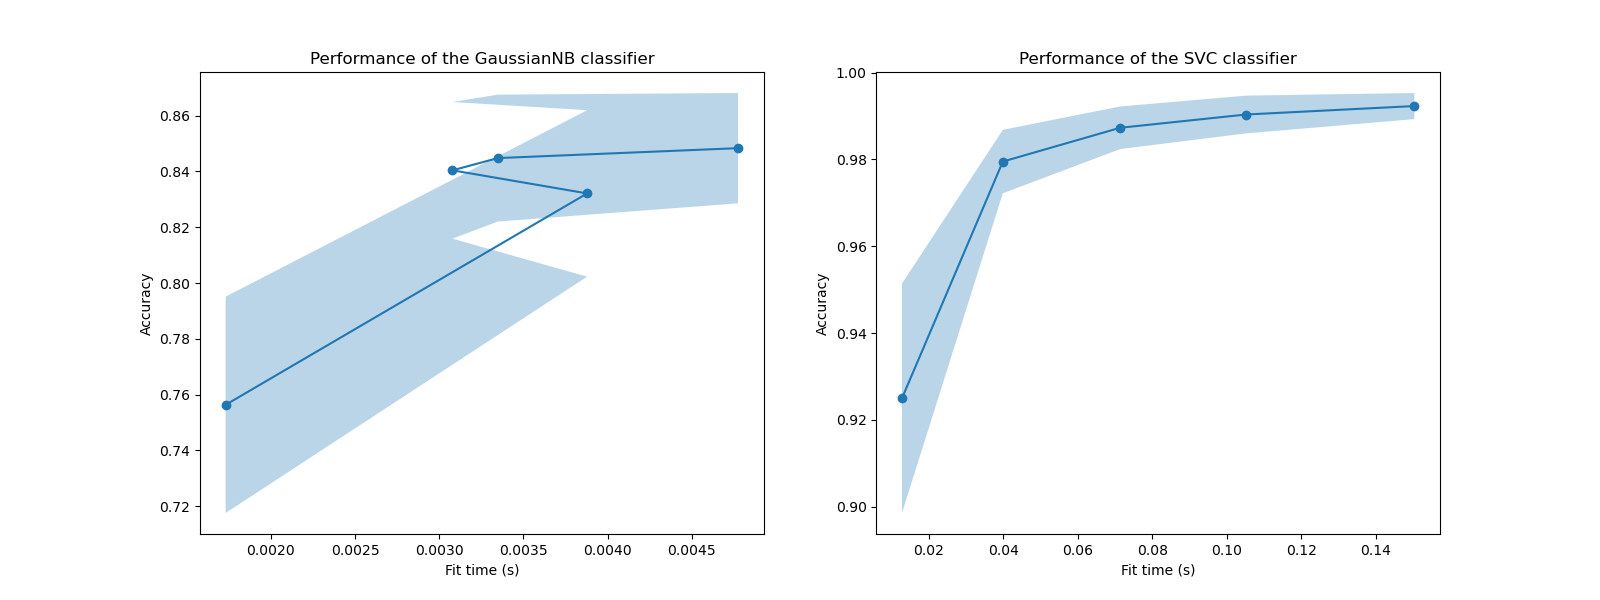 Performance of the GaussianNB classifier
0.86
0.84
0.82
0.80
0.78
0.76
0.74
0.72
Accuracy
0.0020 0.0025 0.0030 0.0035 0.0040 0.0045
Fit time (s)
Performance of the SVC classifier
1.00
0.98
0.96
0.94
0.92
0.90
Accuracy
0.02 0.04 0.06 0.08 0.10 0.12 0.14
Fit time (s)